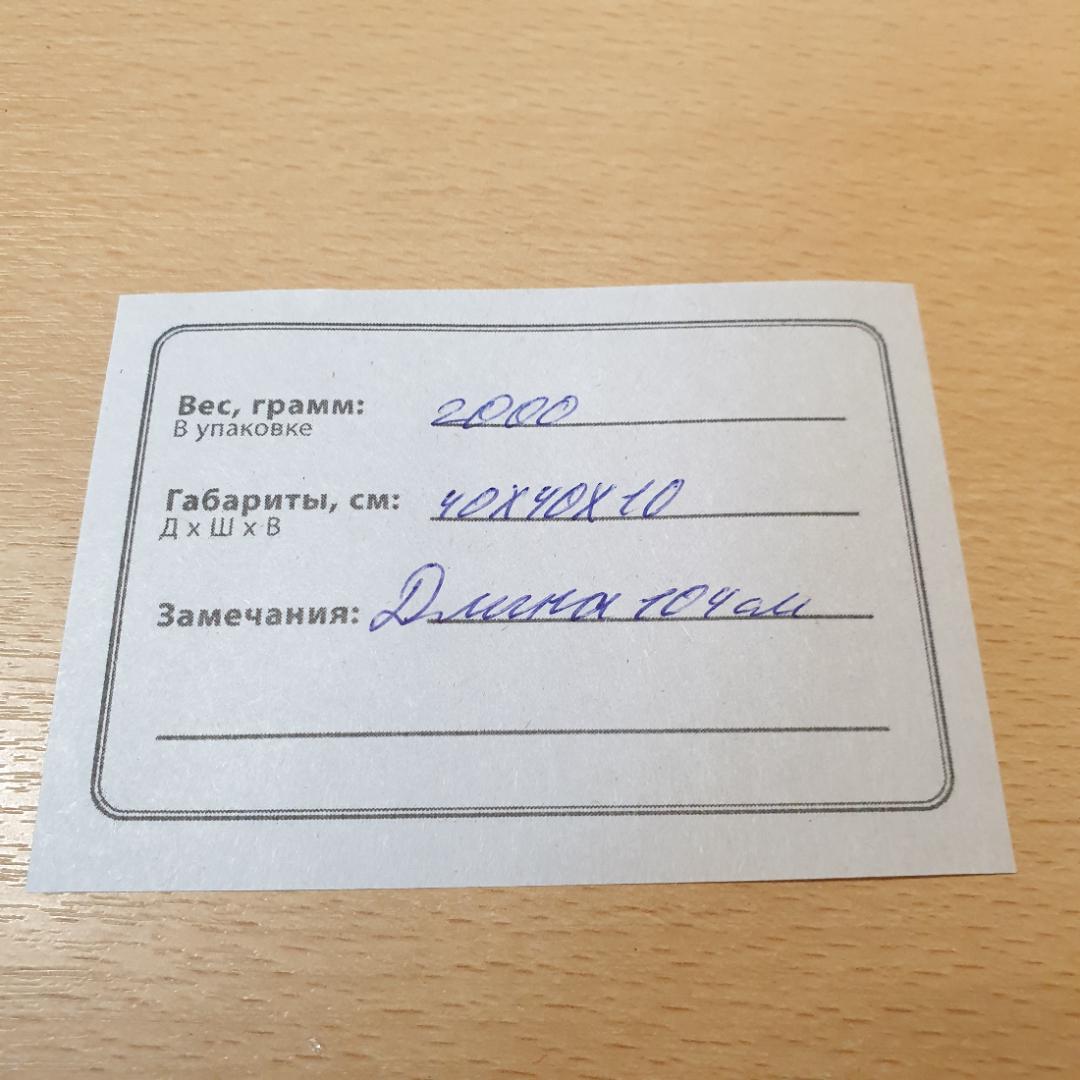 Вес, грамм: 2000
В упаковке
Габариты, см: 40Х40Х10
Д х Ш х В
Замечания: Длина 104см